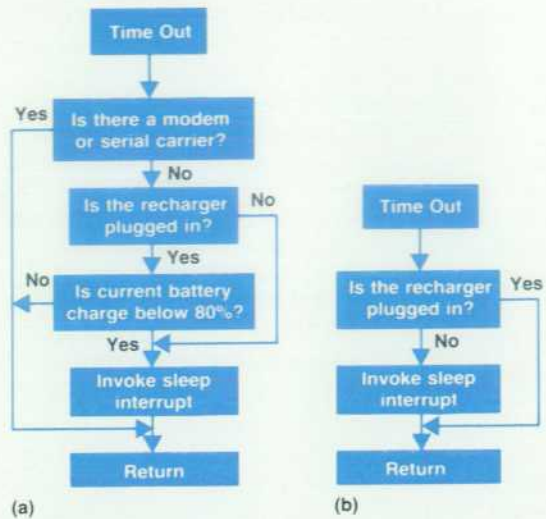 Time Out
Yes
Is there a modem
or serial carrier?
No
Is the recharger
plugged in?
No
Yes
No
Is current battery
charge below 80%?
Yes
Invoke sleep
interrupt
Return
(a)
Time Out
Is the recharger
plugged in?
Yes
No
Invoke sleep
interrupt
Return
(b)